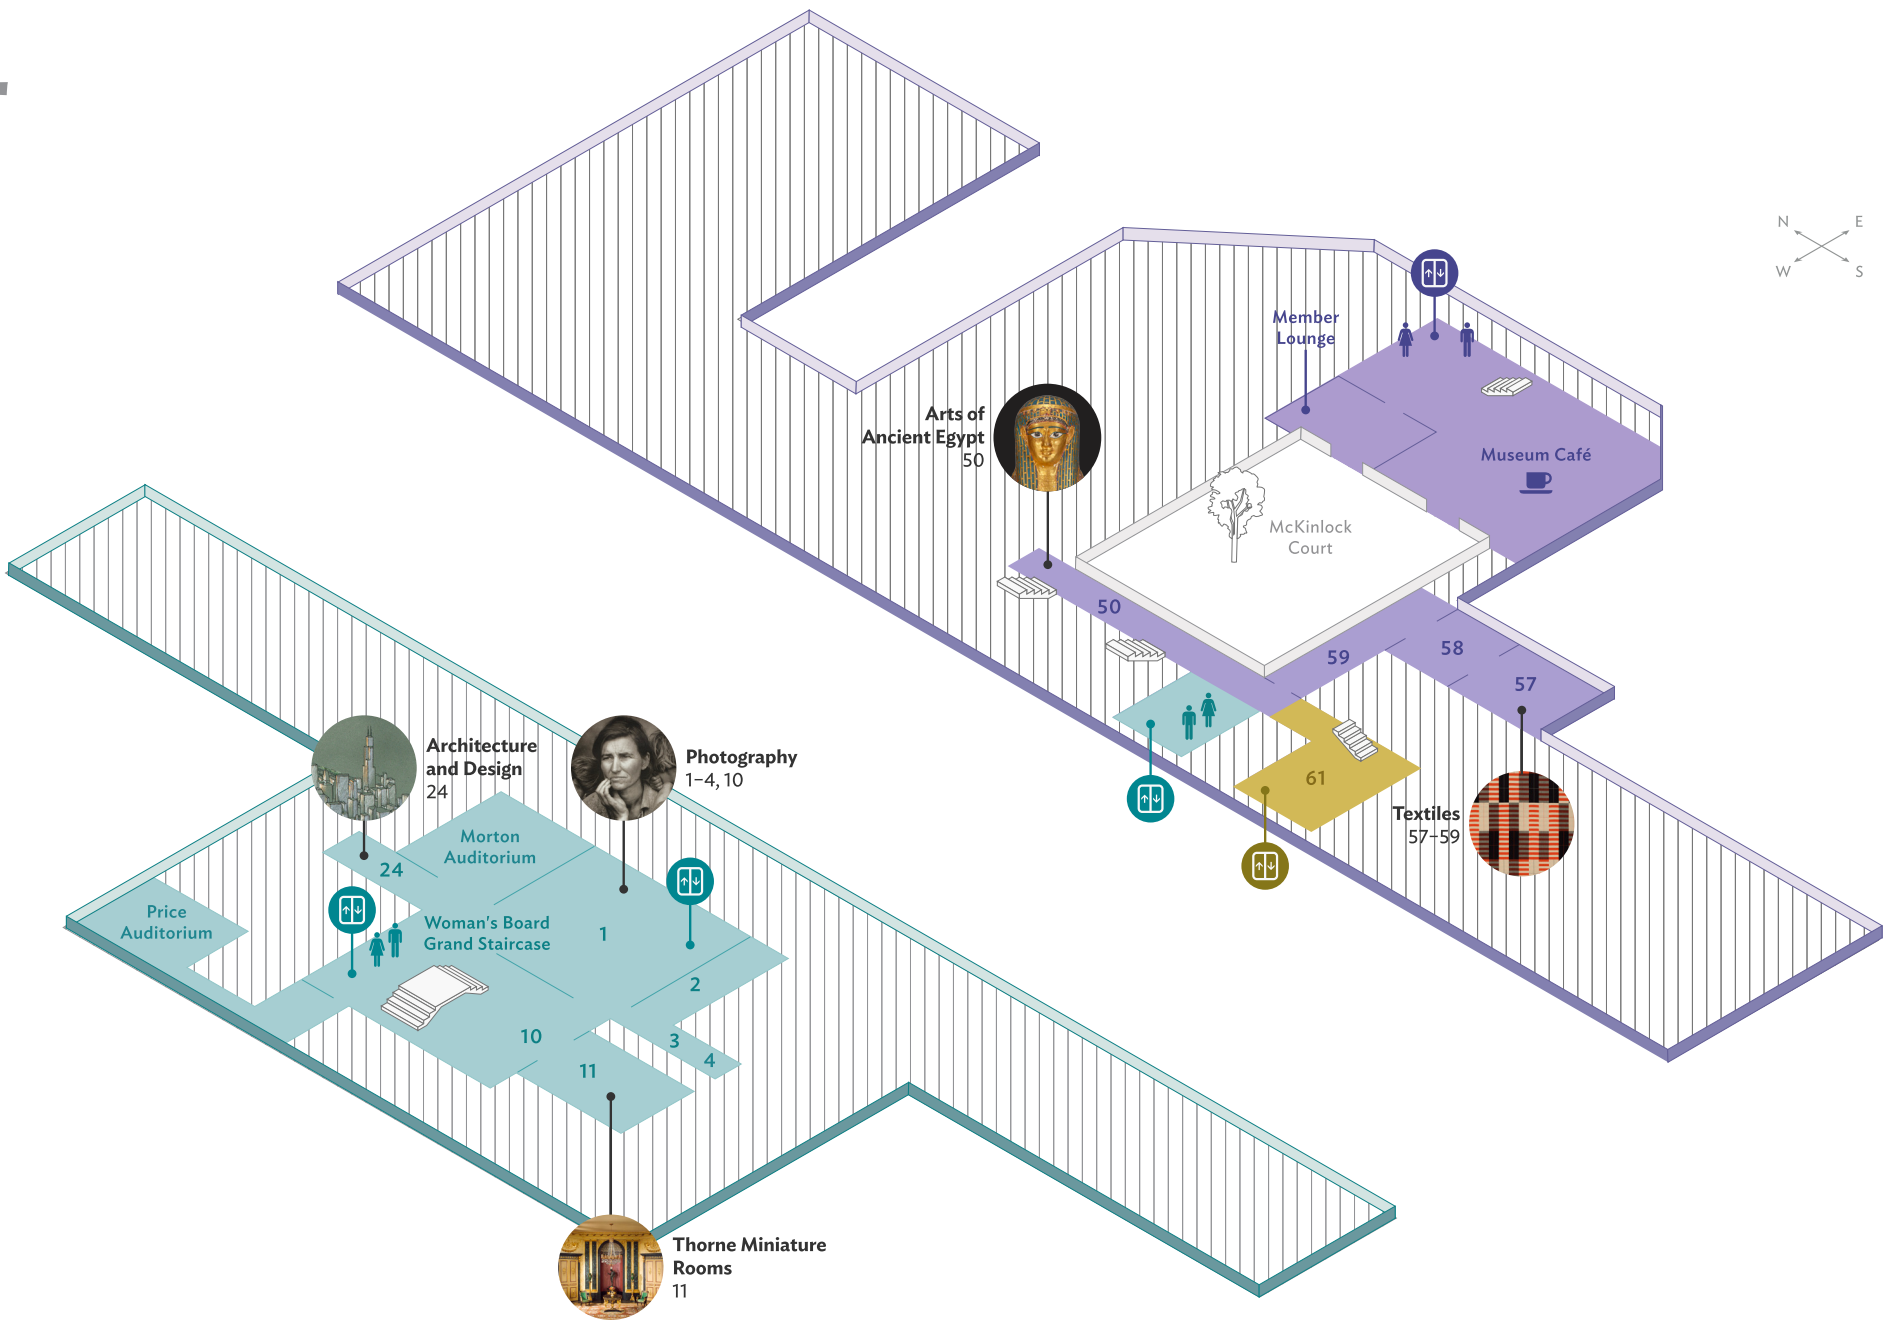 N
E
W
S
Member
Lounge
Museum Café
Arts of
Ancient Egypt
50
McKinlock
Court
50
59
58
57
61
Textiles
57–59
Architecture
and Design
24
Photography
1–4, 10
Morton
Auditorium
24
Price
Auditorium
Woman's Board
Grand Staircase
1
2
3
4
10
11
Thorne Miniature
Rooms
11